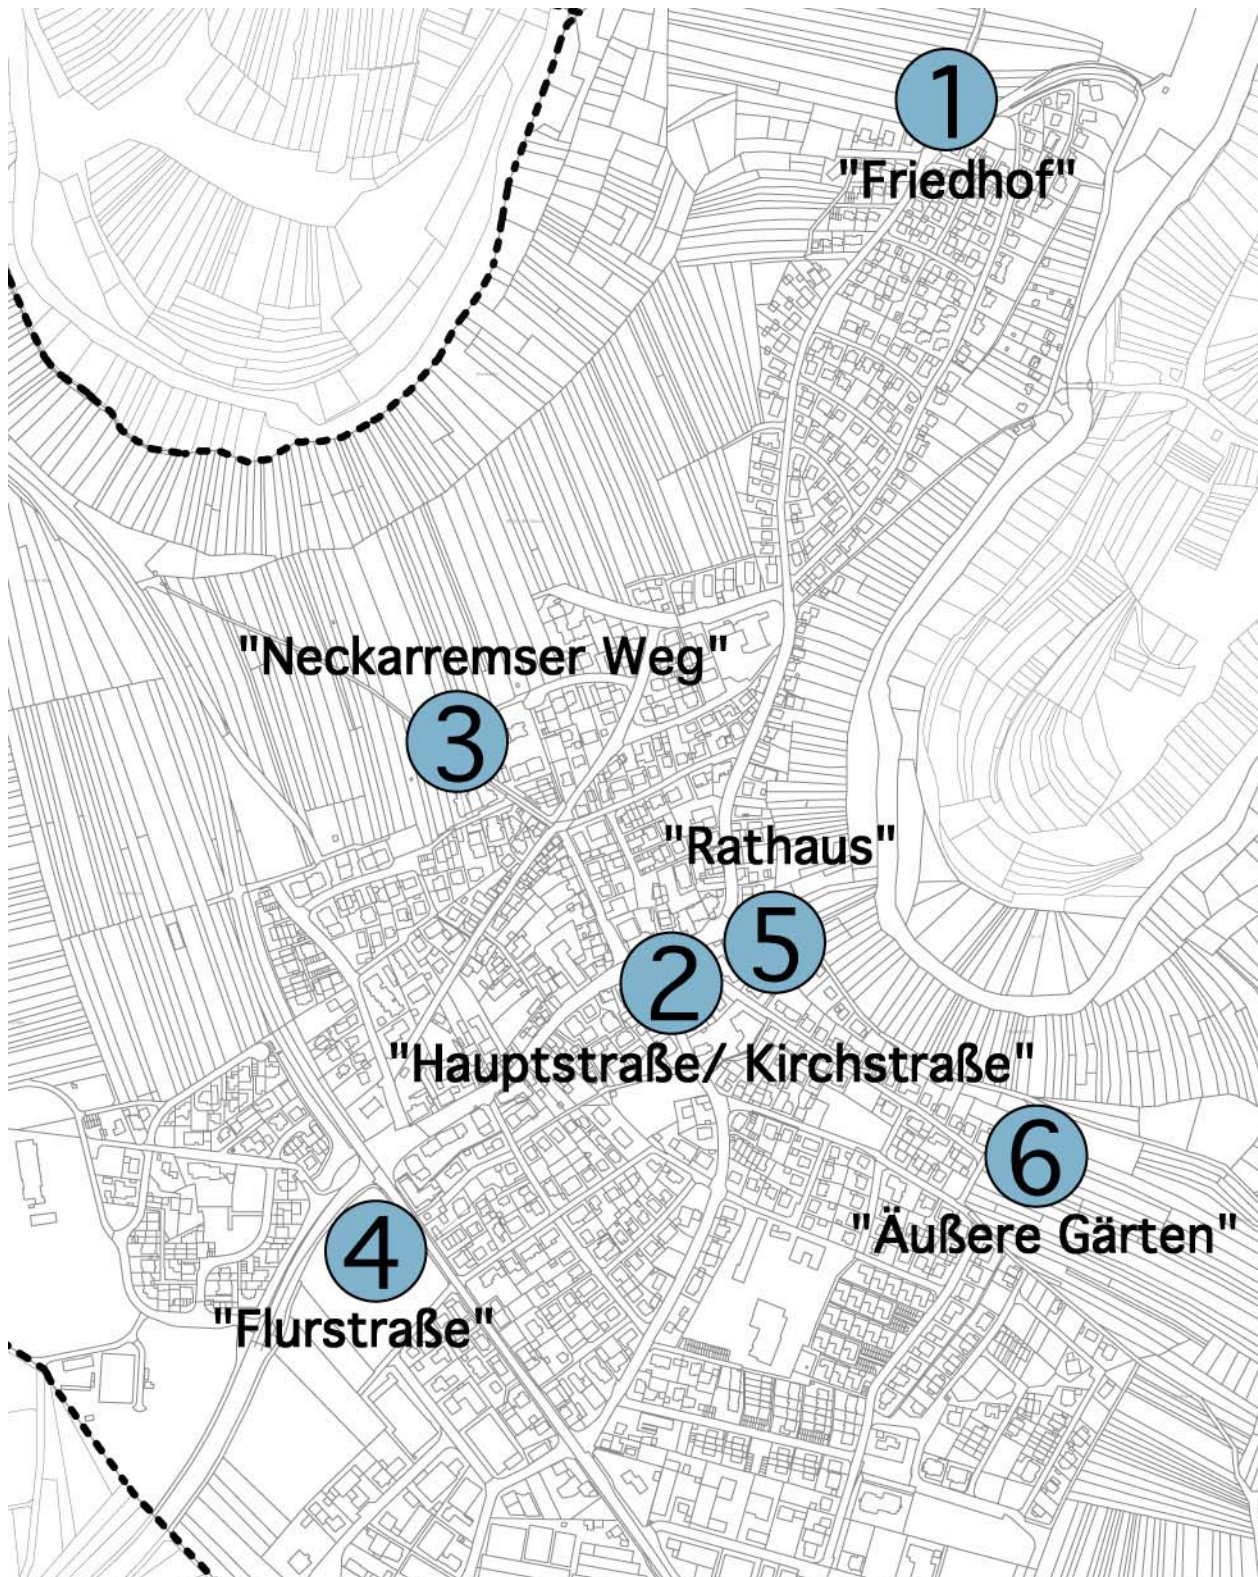 1
"Friedhof"
"Neckarremser Weg"
3
"Rathaus"
5
2
"Hauptstraße/ Kirchstraße"
6
"Äußere Gärten"
4
"Flurstraße"